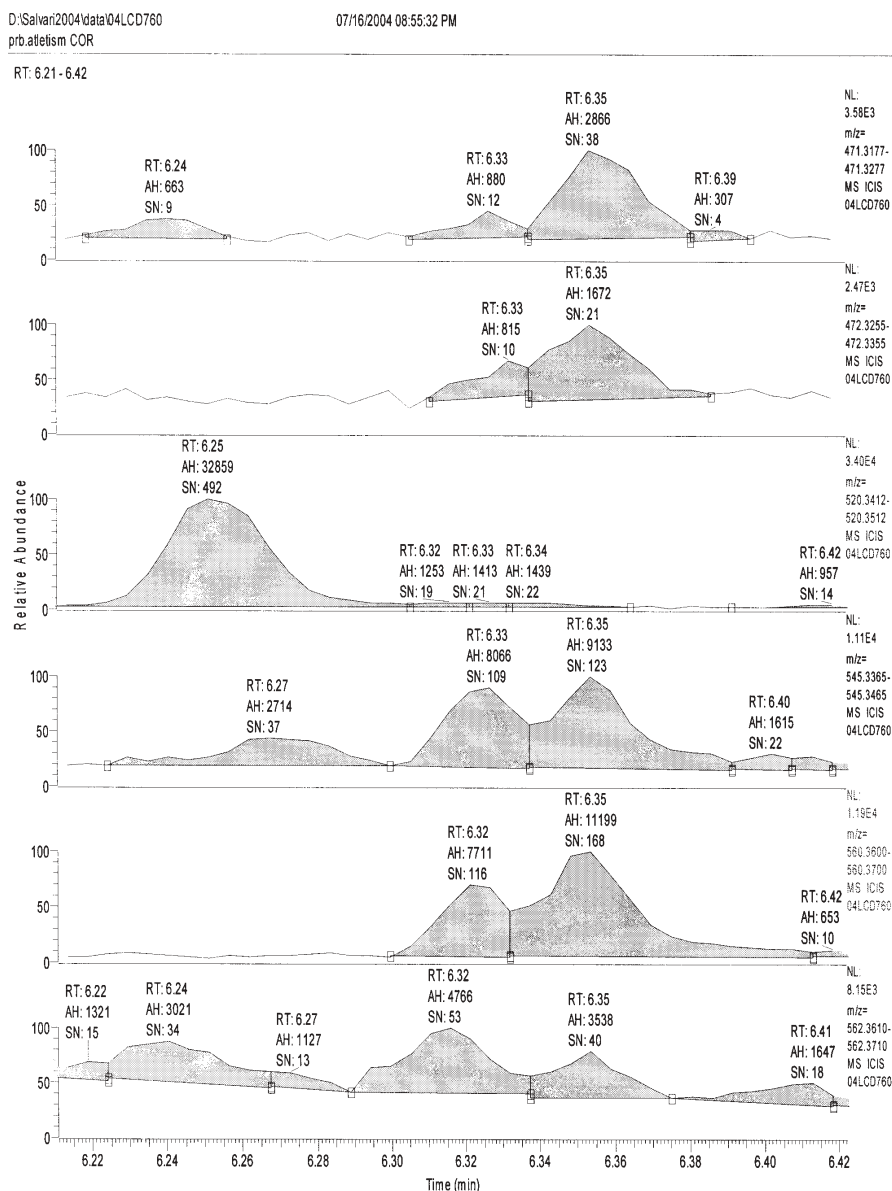 D:\Salvari2004\data\04LCD760 07/16/2004 08:55:32 PM
prb.atletism COR
RT: 6.21 - 6.42
RT: 6.24
AH: 663
SN: 9
RT: 6.33
AH: 880
SN: 12
RT: 6.35
AH: 2866
SN: 38
RT: 6.39
AH: 307
SN: 4
NL:
3.58E3
m/z=
471.3177-
471.3277
MS ICIS
04LCD760
100
50
0
RT: 6.33
AH: 815
SN: 10
RT: 6.35
AH: 1672
SN: 21
NL:
2.47E3
m/z=
472.3255-
472.3355
MS ICIS
04LCD760
100
50
0
RT: 6.25
AH: 32859
SN: 492
RT: 6.32
AH: 1253
SN: 19
RT: 6.33
AH: 1413
SN: 21
RT: 6.34
AH: 1439
SN: 22
RT: 6.42
AH: 957
SN: 14
NL:
3.40E4
m/z=
520.3412-
520.3512
MS ICIS
04LCD760
100
50
0
Relative Abundance
RT: 6.27
AH: 2714
SN: 37
RT: 6.33
AH: 8066
SN: 109
RT: 6.35
AH: 9133
SN: 123
RT: 6.40
AH: 1615
SN: 22
NL:
1.11E4
m/z=
545.3365-
545.3465
MS ICIS
04LCD760
100
50
0
RT: 6.32
AH: 7711
SN: 116
RT: 6.35
AH: 11199
SN: 168
RT: 6.42
AH: 653
SN: 10
NL:
1.19E4
m/z=
560.3600-
560.3700
MS ICIS
04LCD760
100
50
0
RT: 6.22
AH: 1321
SN: 15
RT: 6.24
AH: 3021
SN: 34
RT: 6.27
AH: 1127
SN: 13
RT: 6.32
AH: 4766
SN: 53
RT: 6.35
AH: 3538
SN: 40
RT: 6.41
AH: 1647
SN: 18
NL:
8.15E3
m/z=
562.3610-
562.3710
MS ICIS
04LCD760
100
50
0
6.22 6.24 6.26 6.28 6.30 6.32 6.34 6.36 6.38 6.40 6.42
Time (min)